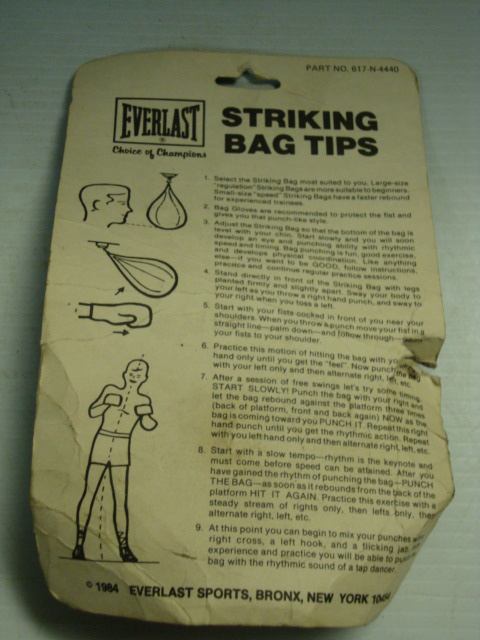 PART NO. 617-N-4440
EVERLAST
®
Choice of Champions
STRIKING
BAG TIPS
1. Select the Striking Bag most suited to you. Large-size
"regulation" Striking Bags are more suitable to beginners.
Small-size "speed" Striking Bags have a faster rebound
for experienced trainees.
2. Bag Gloves are recommended to protect the fist and
gives you that punch-like style.
3. Adjust the Striking Bag so that the bottom of the bag is
level with your chin. Start slowly and you will soon
develop an eye and punching ability with rhythmic
speed and timing. Bag punching is fun, good exercise,
and develops physical coordination. Like anything
else—if you want to be GOOD, follow instructions,
practice and continue regular practice sessions.
4. Stand directly in front of the Striking Bag with legs
planted firmly and slightly apart. Sway your body to
your left as you throw a right hand punch, and sway to
your right when you toss a left.
5. Start with your fists cocked in front of you near your
shoulders. When you throw a punch move your fist in a
straight line—palm down—and follow through—
your fists to your shoulder.
6. Practice this motion of hitting the bag with your
hand only until you get the "feel". Now punch the bag
with your left only and then alternate right, left, etc.
7. After a session of free swings let's try some timing.
START SLOWLY! Punch the bag with your right and
let the bag rebound against the platform three times
(back of platform, front and back again) NOW as the
bag is coming toward you PUNCH IT. Repeat this right
hand punch until you get the rhythmic action. Repeat
with you left hand only and then alternate right, left, etc.
8. Start with a slow tempo—rhythm is the keynote and
must come before speed can be attained. After you
have gained the rhythm of punching the bag—PUNCH
THE BAG—as soon as it rebounds from the back of the
platform HIT IT AGAIN. Practice this exercise with a
steady stream of rights only, then lefts only, then
alternate right, left, etc.
9. At this point you can begin to mix your punches
right cross, a left hook, and a flicking jab.
experience and practice you will be able to
bag with the rhythmic sound of a tap dancer.
© 1984 EVERLAST SPORTS, BRONX, NEW YORK